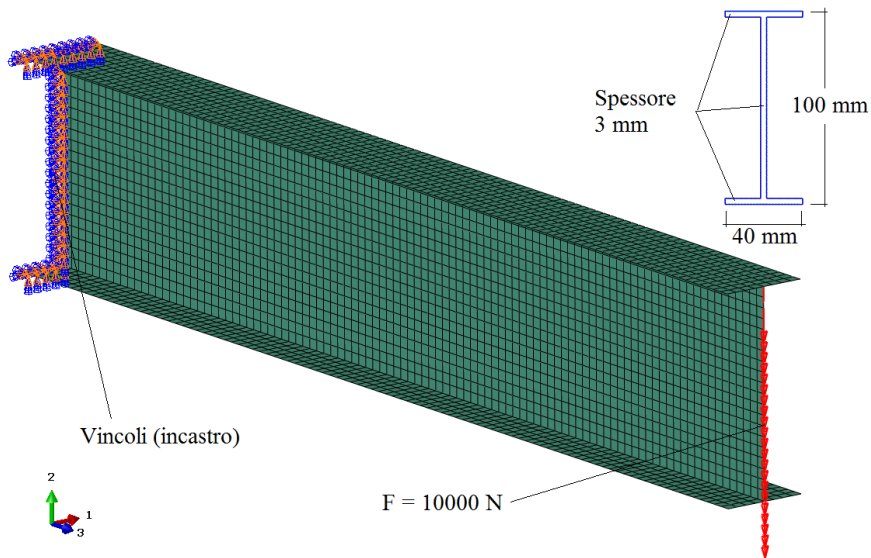 Spessore
3 mm
100 mm
40 mm
Vincoli (incastro)
F = 10000 N
2
1
3